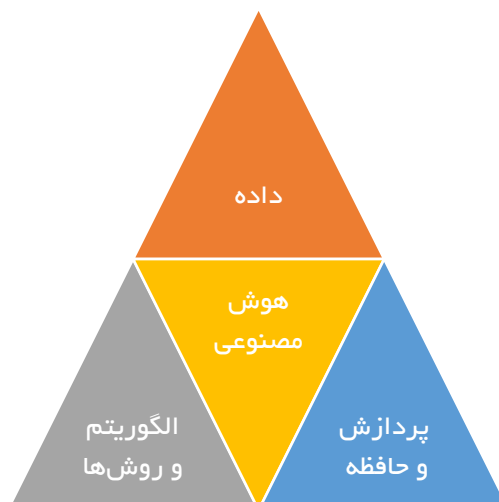 داده
هوش
مصنوعی
پردازش
و حافظه
الگوریتم
و روش‌ها